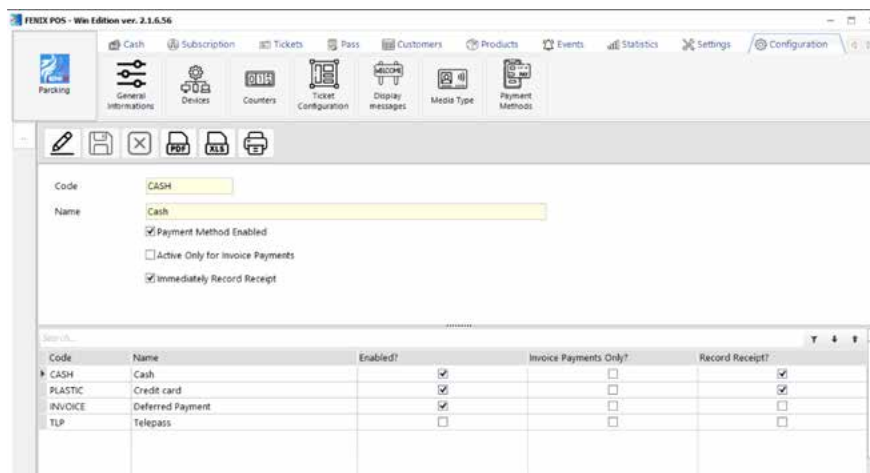 FENIX POS - Win Edition ver. 2.1.6.56
Cash Subscription Tickets Pass Customers Products Events Statistics Settings Configuration
Parcking
General Informations
Devices
Counters
Ticket Configuration
Display messages
Media Type
Payment Methods
PDF XLS
Code CASH
Name Cash
Payment Method Enabled
Active Only for Invoice Payments
Immediately Record Receipt
Search...
Code Name Enabled? Invoice Payments Only? Record Receipt?
CASH Cash
PLASTIC Credit card
INVOICE Deferred Payment
TLP Telepass